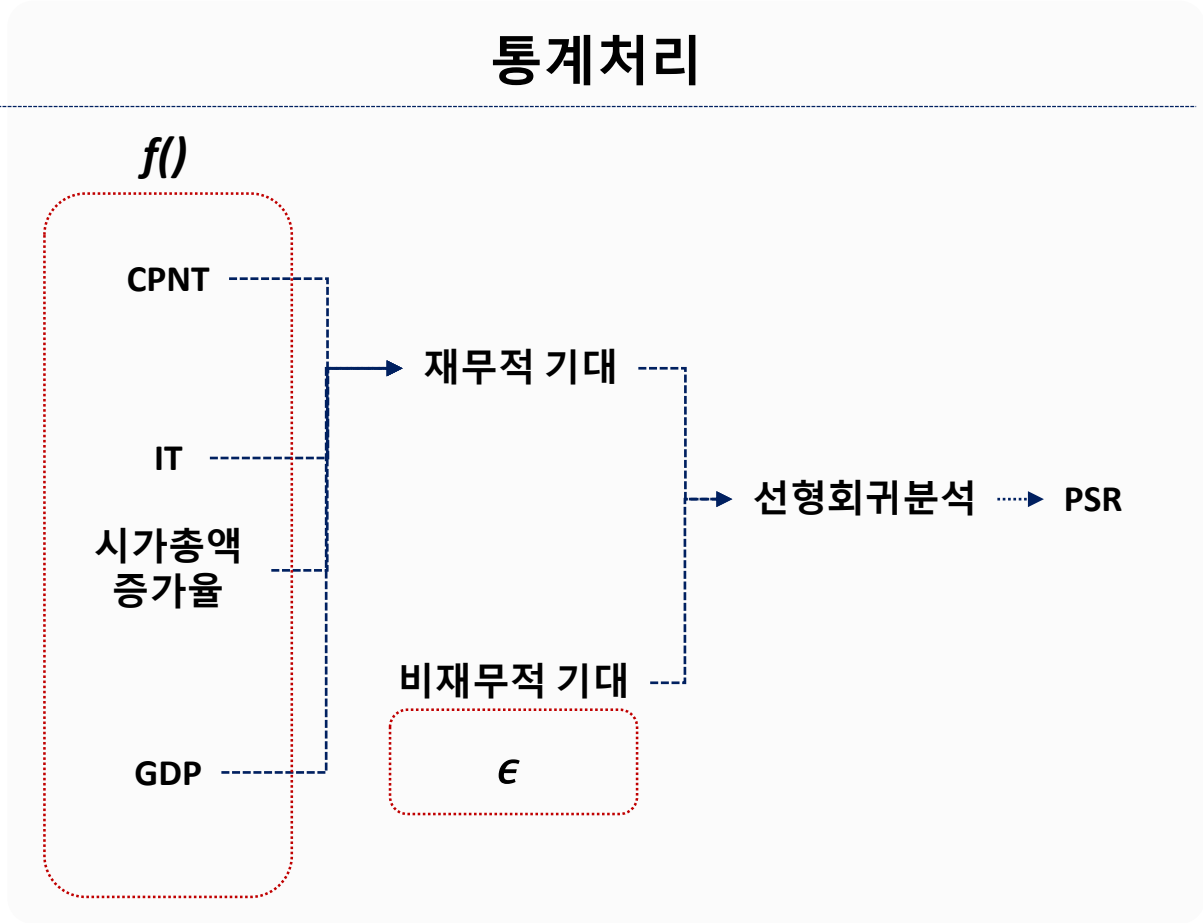 통계처리
f()
CPNT
재무적 기대
IT
선형회귀분석
PSR
시가총액
증가율
비재무적 기대
GDP
ϵ